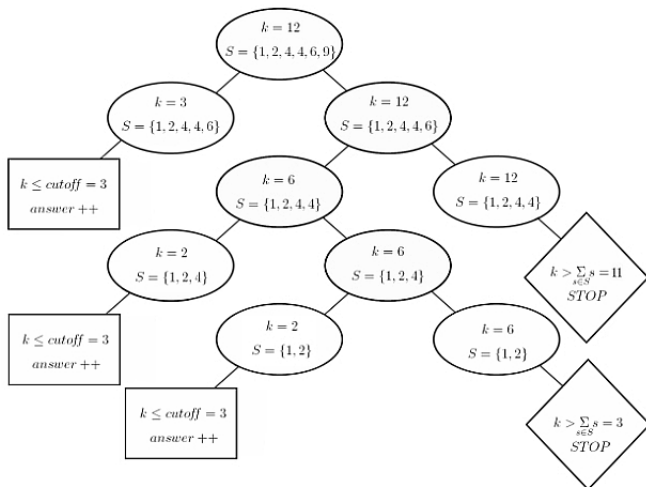 k = 12
S = {1, 2, 4, 4, 6, 9}
k = 3
S = {1, 2, 4, 4, 6}
k = 12
S = {1, 2, 4, 4, 6}
k ≤ cutoff = 3
answer ++
k = 6
S = {1, 2, 4, 4}
k = 12
S = {1, 2, 4, 4}
k = 2
S = {1, 2, 4}
k = 6
S = {1, 2, 4}
k > Σ s = 11
s∈S
STOP
k ≤ cutoff = 3
answer ++
k = 2
S = {1, 2}
k = 6
S = {1, 2}
k ≤ cutoff = 3
answer ++
k > Σ s = 3
s∈S
STOP